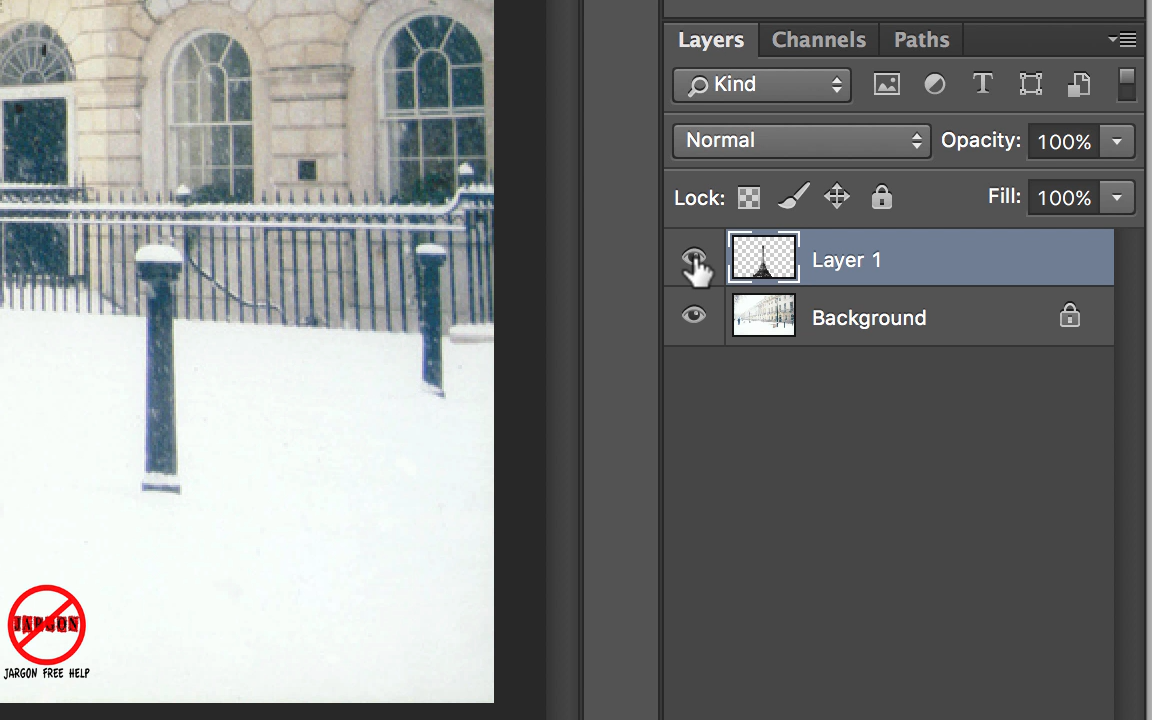 Layers Channels Paths
Kind
Normal Opacity: 100%
Lock: Fill: 100%
Layer 1
Background
JARGON
JARGON FREE HELP